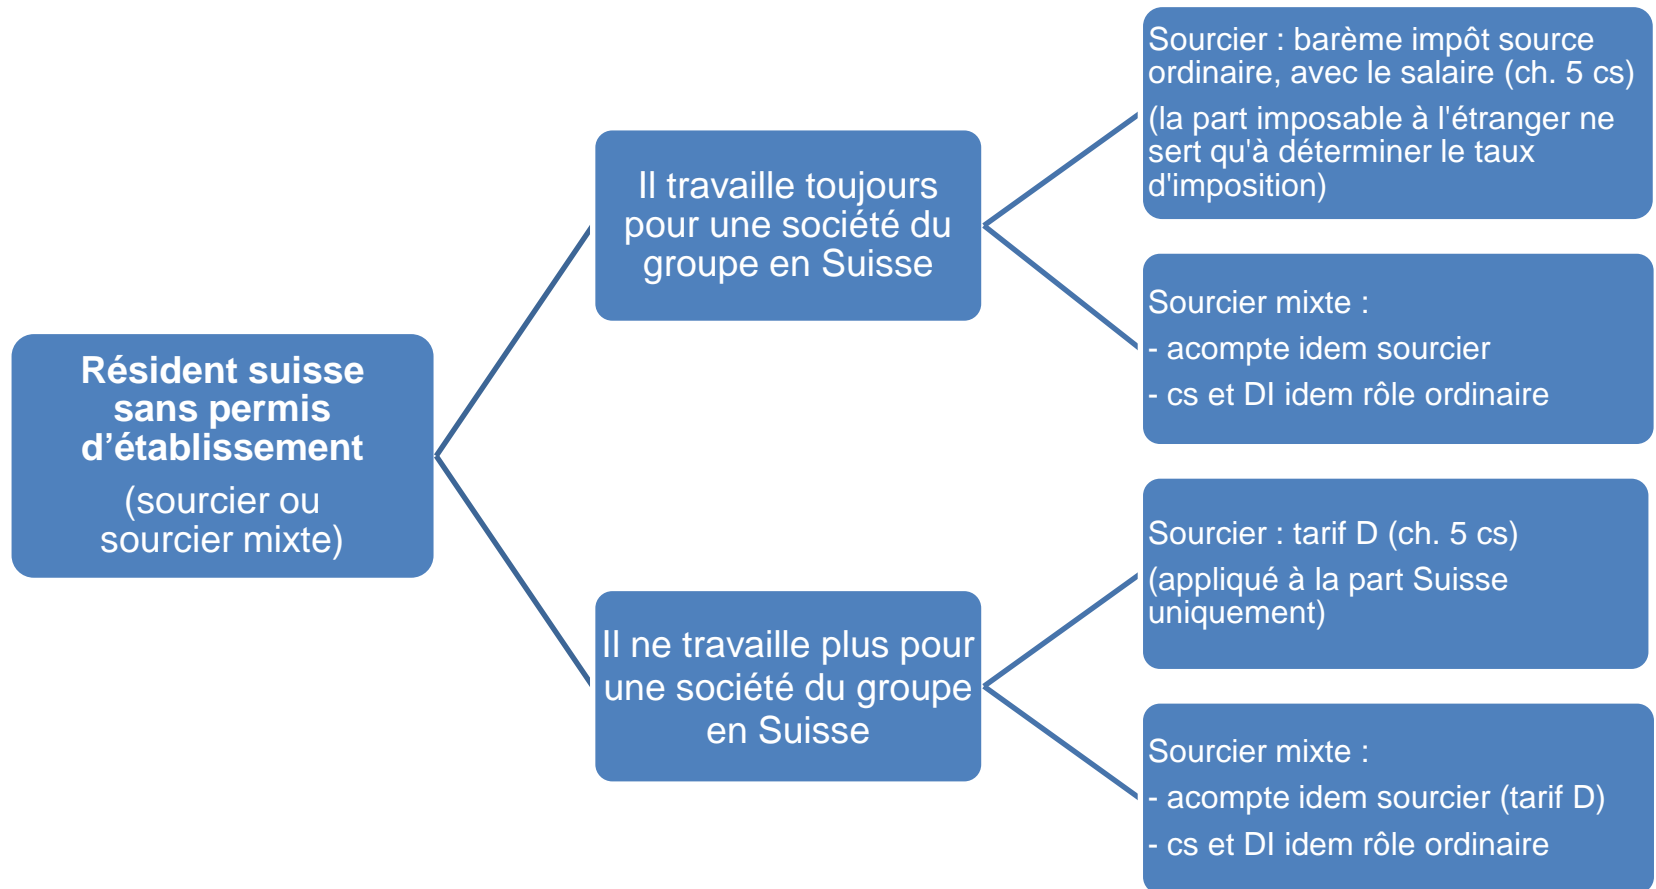 Résident suisse
sans permis
d’établissement
(sourcier ou
sourcier mixte)
Il travaille toujours
pour une société du
groupe en Suisse
Sourcier : barème impôt source
ordinaire, avec le salaire (ch. 5 cs)
(la part imposable à l'étranger ne
sert qu'à déterminer le taux
d'imposition)
Sourcier mixte :
- acompte idem sourcier
- cs et DI idem rôle ordinaire
Il ne travaille plus pour
une société du groupe
en Suisse
Sourcier : tarif D (ch. 5 cs)
(appliqué à la part Suisse
uniquement)
Sourcier mixte :
- acompte idem sourcier (tarif D)
- cs et DI idem rôle ordinaire